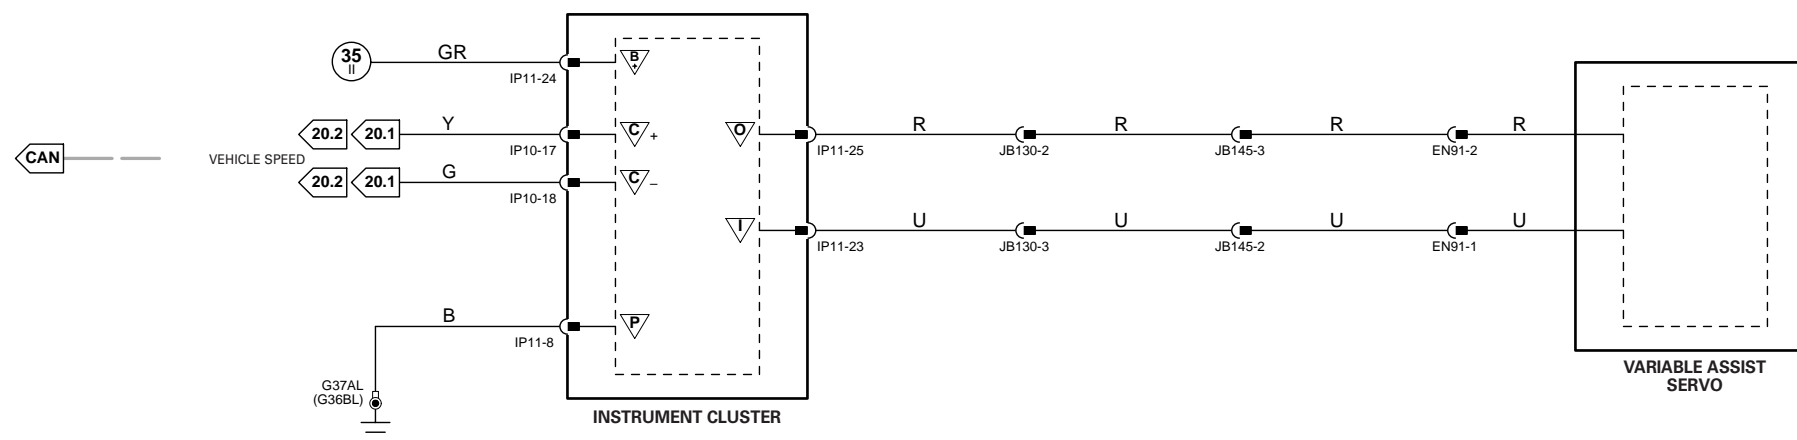 35
II
GR
IP11-24
B
+
20.2 20.1 Y
IP10-17
C +
O
IP11-25
R
JB130-2
R
JB145-3
R
EN91-2
R
CAN
VEHICLE SPEED
20.2 20.1 G
IP10-18
C –
I
IP11-23
U
JB130-3
U
JB145-2
U
EN91-1
U
B
IP11-8
P
G37AL
(G36BL)
INSTRUMENT CLUSTER
VARIABLE ASSIST
SERVO